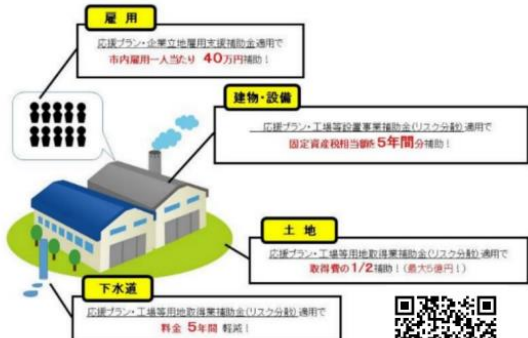 雇用
応援プラン・企業立地雇用支援補助金適用で
市内雇用一人当たり 40万円補助！
建物・設備
応援プラン・工場等設置事業補助金(リスク分散)適用で
固定資産税相当額を5年間分補助！
土地
応援プラン・工場等用地取得業補助金(リスク分散)適用で
取得費の1/2補助！(最大5億円！)
下水道
応援プラン・工場等用地取得業補助金(リスク分散)適用で
料金 5年間 軽減！